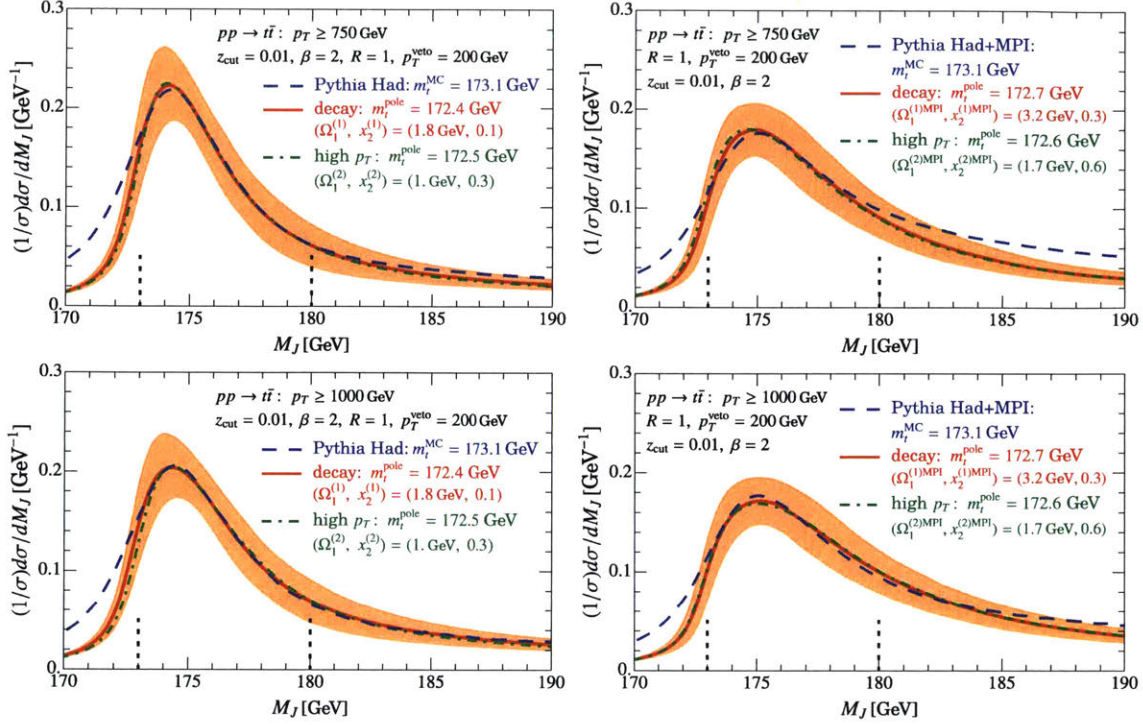 0.3
0.2
0.1
0.
(1/σ)dσ/dM_J [GeV⁻¹]
pp → tt̄: p_T ≥ 750 GeV
z_cut = 0.01, β = 2, R = 1, p_T^veto = 200 GeV
Pythia Had: m_t^MC = 173.1 GeV
decay: m_t^pole = 172.4 GeV
(Ω_1^(1), x_2^(1)) = (1.8 GeV, 0.1)
high p_T: m_t^pole = 172.5 GeV
(Ω_1^(2), x_2^(2)) = (1. GeV, 0.3)
170 175 180 185 190
M_J [GeV]
0.3
0.2
0.1
0.
(1/σ)dσ/dM_J [GeV⁻¹]
pp → tt̄: p_T ≥ 750 GeV
R = 1, p_T^veto = 200 GeV
z_cut = 0.01, β = 2
Pythia Had+MPI:
m_t^MC = 173.1 GeV
decay: m_t^pole = 172.7 GeV
(Ω_1^(1)MPI, x_2^(1)MPI) = (3.2 GeV, 0.3)
high p_T: m_t^pole = 172.6 GeV
(Ω_1^(2)MPI, x_2^(2)MPI) = (1.7 GeV, 0.6)
170 175 180 185 190
M_J [GeV]
0.3
0.2
0.1
0.
(1/σ)dσ/dM_J [GeV⁻¹]
pp → tt̄: p_T ≥ 1000 GeV
z_cut = 0.01, β = 2, R = 1, p_T^veto = 200 GeV
Pythia Had: m_t^MC = 173.1 GeV
decay: m_t^pole = 172.4 GeV
(Ω_1^(1), x_2^(1)) = (1.8 GeV, 0.1)
high p_T: m_t^pole = 172.5 GeV
(Ω_1^(2), x_2^(2)) = (1. GeV, 0.3)
170 175 180 185 190
M_J [GeV]
0.3
0.2
0.1
0.
(1/σ)dσ/dM_J [GeV⁻¹]
pp → tt̄: p_T ≥ 1000 GeV
R = 1, p_T^veto = 200 GeV
z_cut = 0.01, β = 2
Pythia Had+MPI:
m_t^MC = 173.1 GeV
decay: m_t^pole = 172.7 GeV
(Ω_1^(1)MPI, x_2^(1)MPI) = (3.2 GeV, 0.3)
high p_T: m_t^pole = 172.6 GeV
(Ω_1^(2)MPI, x_2^(2)MPI) = (1.7 GeV, 0.6)
170 175 180 185 190
M_J [GeV]